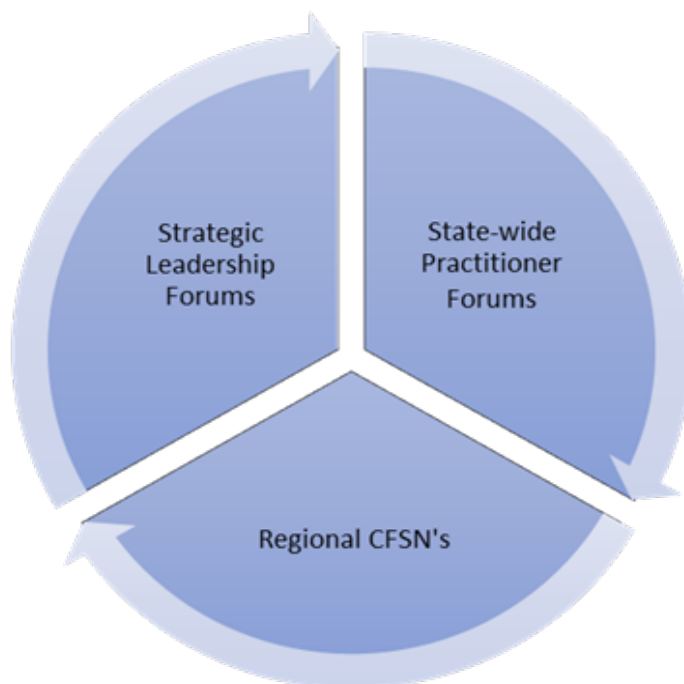 Strategic
Leadership
Forums
State-wide
Practitioner
Forums
Regional CFSN's